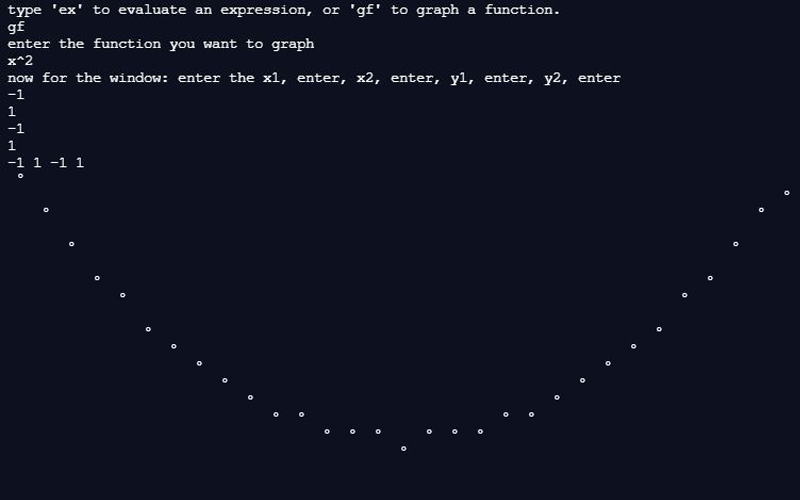 type 'ex' to evaluate an expression, or 'gf' to graph a function.
gf
enter the function you want to graph
x^2
now for the window: enter the x1, enter, x2, enter, y1, enter, y2, enter
-1
1
-1
1
-1 1 -1 1